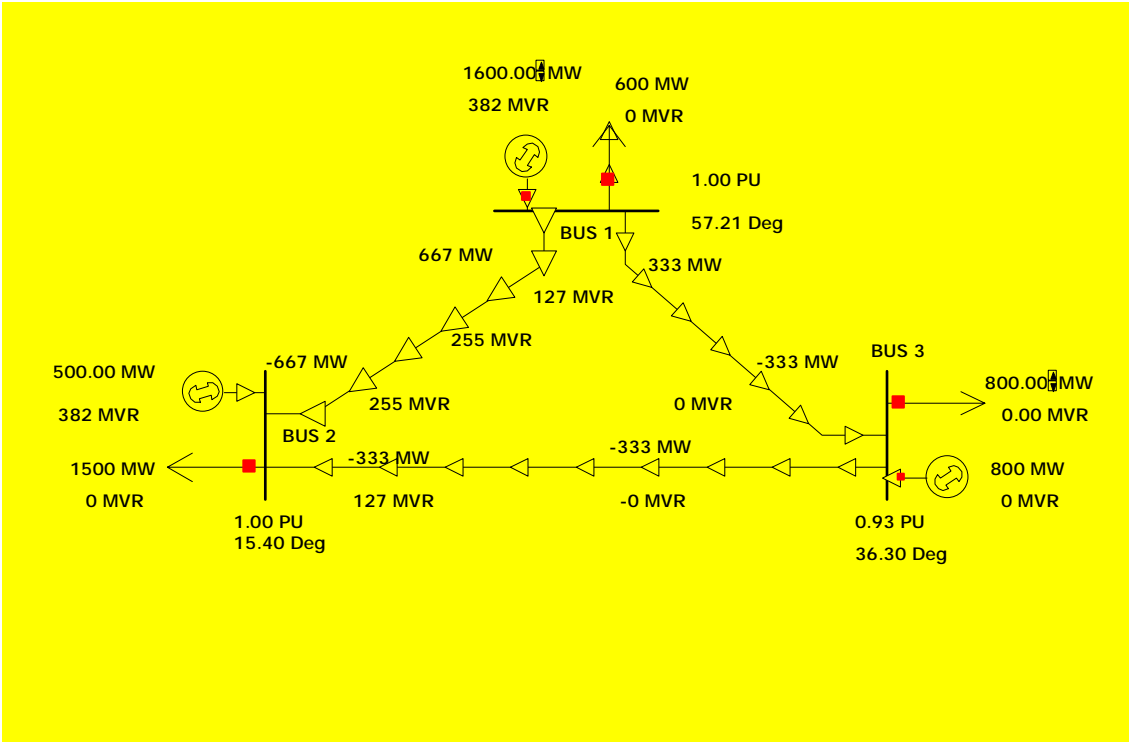 1600.00 MW
382 MVR
600 MW
0 MVR
1.00 PU
57.21 Deg
BUS 1
667 MW
127 MVR
333 MW
255 MVR
-667 MW
255 MVR
-333 MW
0 MVR
BUS 3
500.00 MW
382 MVR
BUS 2
800.00 MW
0.00 MVR
1500 MW
0 MVR
-333 MW
127 MVR
-333 MW
-0 MVR
800 MW
0 MVR
1.00 PU
15.40 Deg
0.93 PU
36.30 Deg